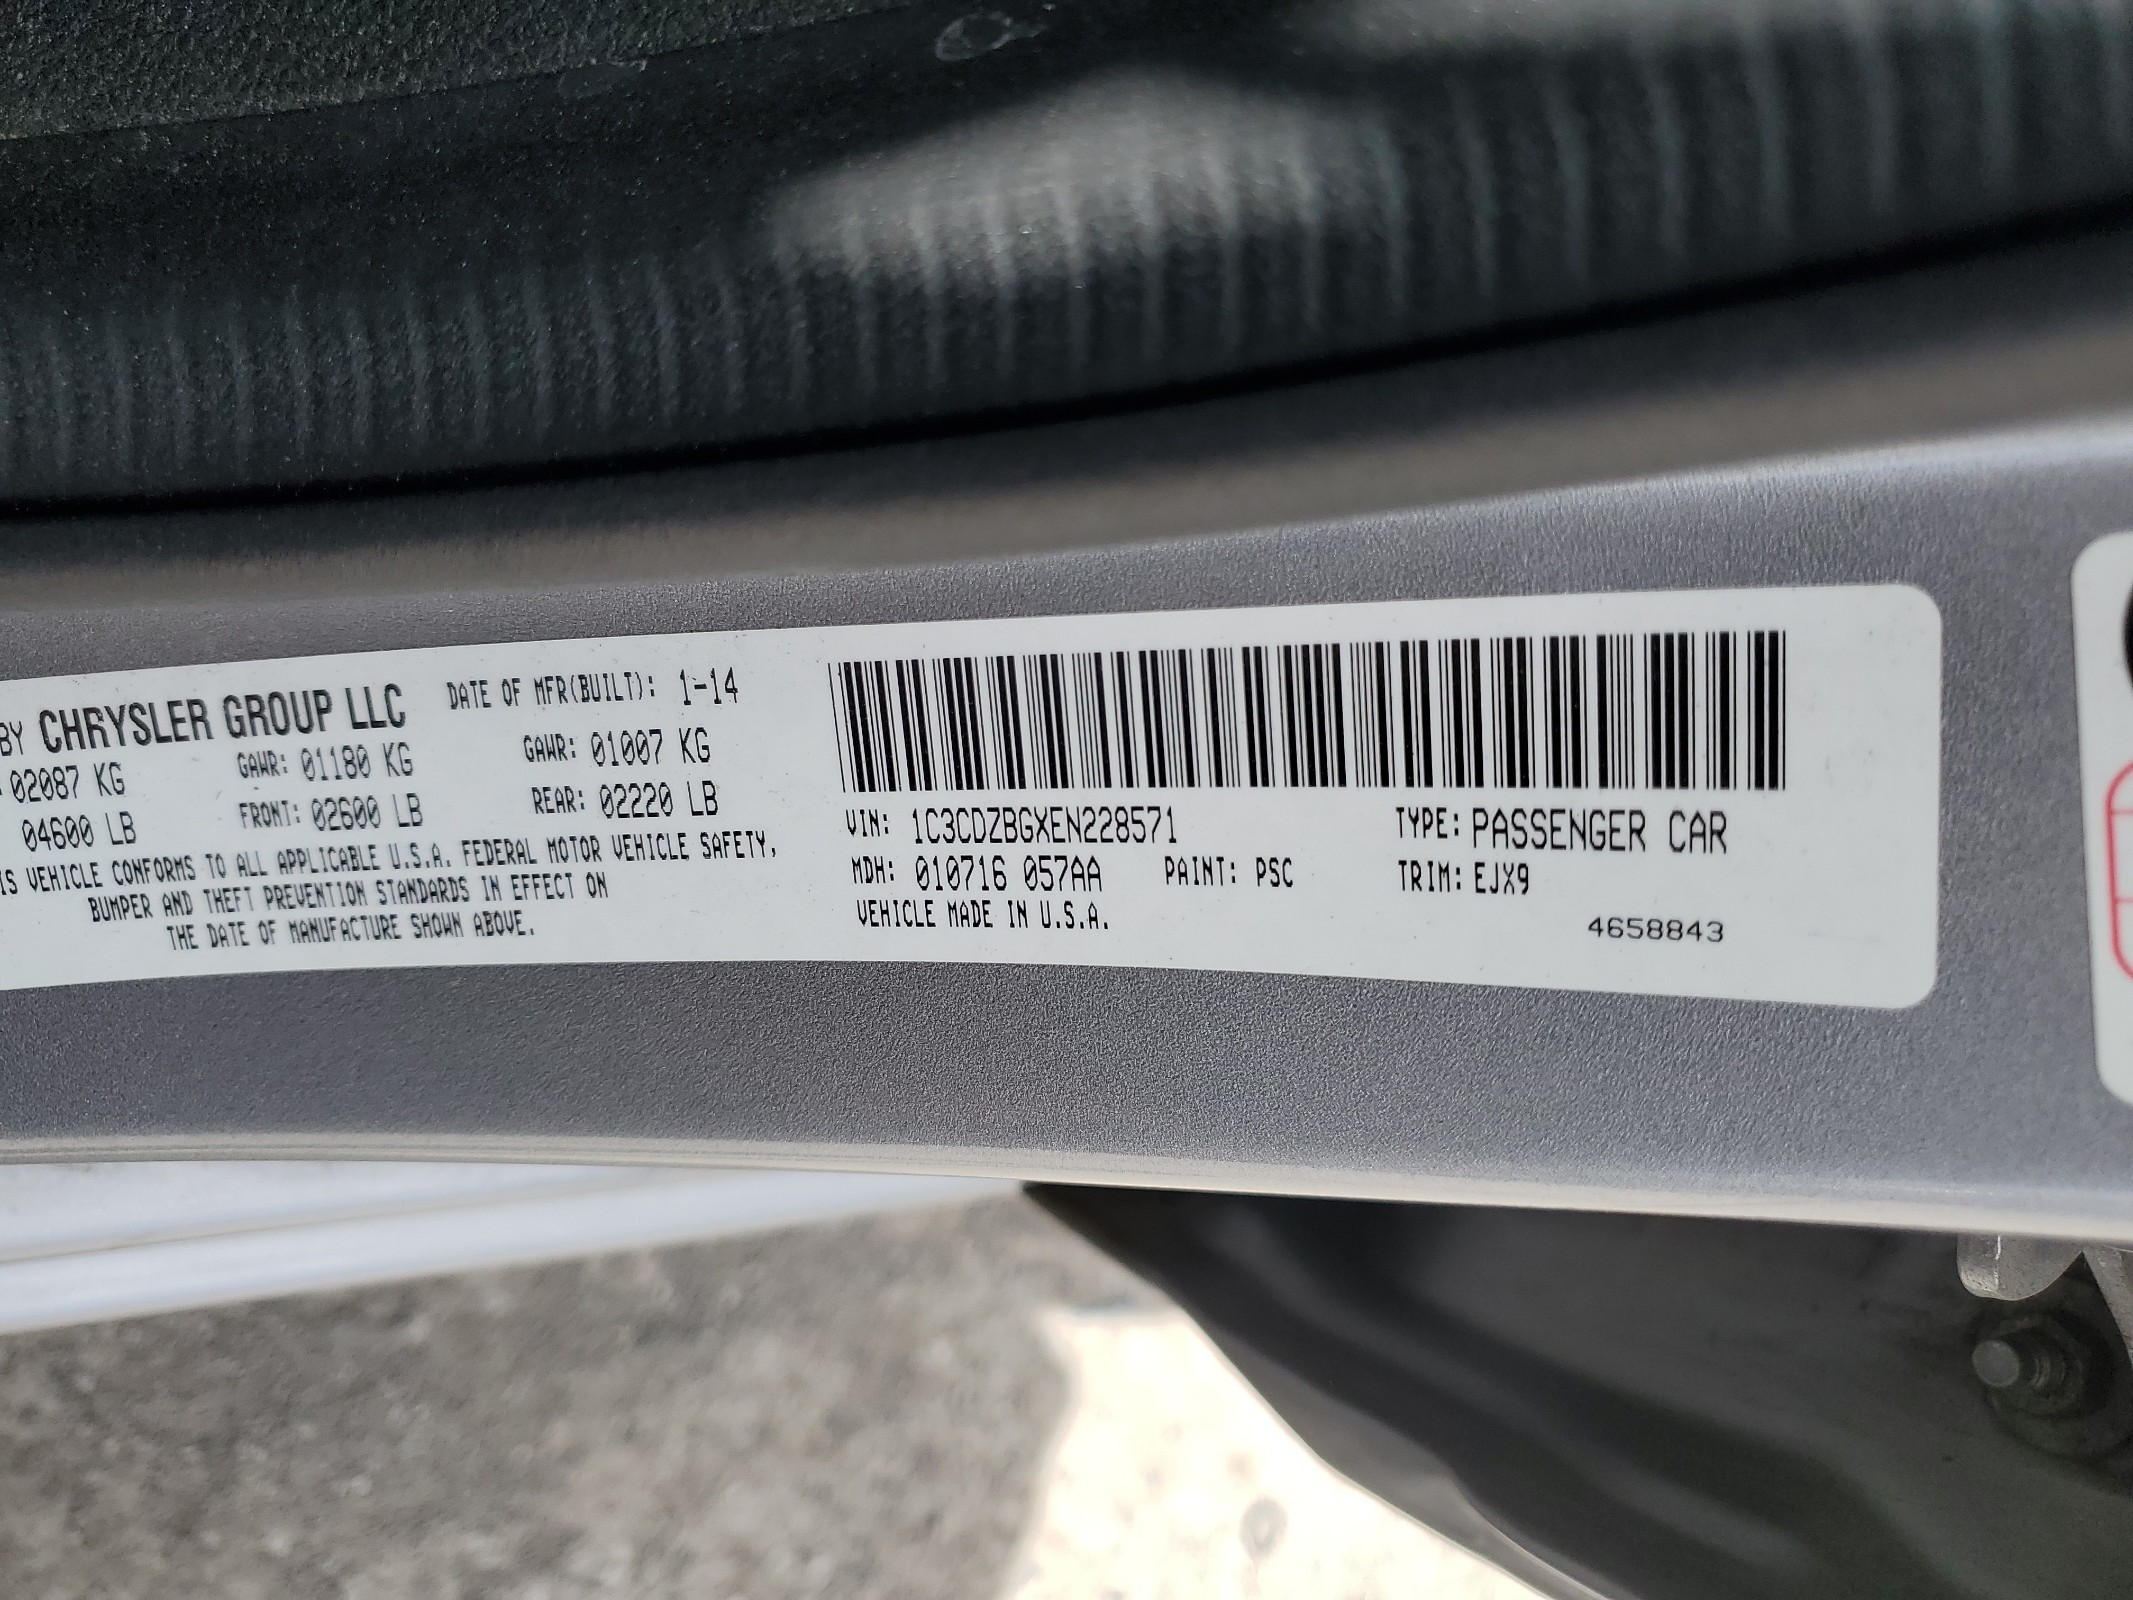 BY CHRYSLER GROUP LLC DATE OF MFR(BUILT): 1-14
02087 KG GAWR: 01180 KG GAWR: 01007 KG
04600 LB FRONT: 02600 LB REAR: 02220 LB
IS VEHICLE CONFORMS TO ALL APPLICABLE U.S.A. FEDERAL MOTOR VEHICLE SAFETY,
BUMPER AND THEFT PREVENTION STANDARDS IN EFFECT ON
THE DATE OF MANUFACTURE SHOWN ABOVE.
VIN: 1C3CDZBGXEN228571 TYPE: PASSENGER CAR
MDH: 010716 057AA PAINT: PSC TRIM: EJX9
VEHICLE MADE IN U.S.A.
4658843